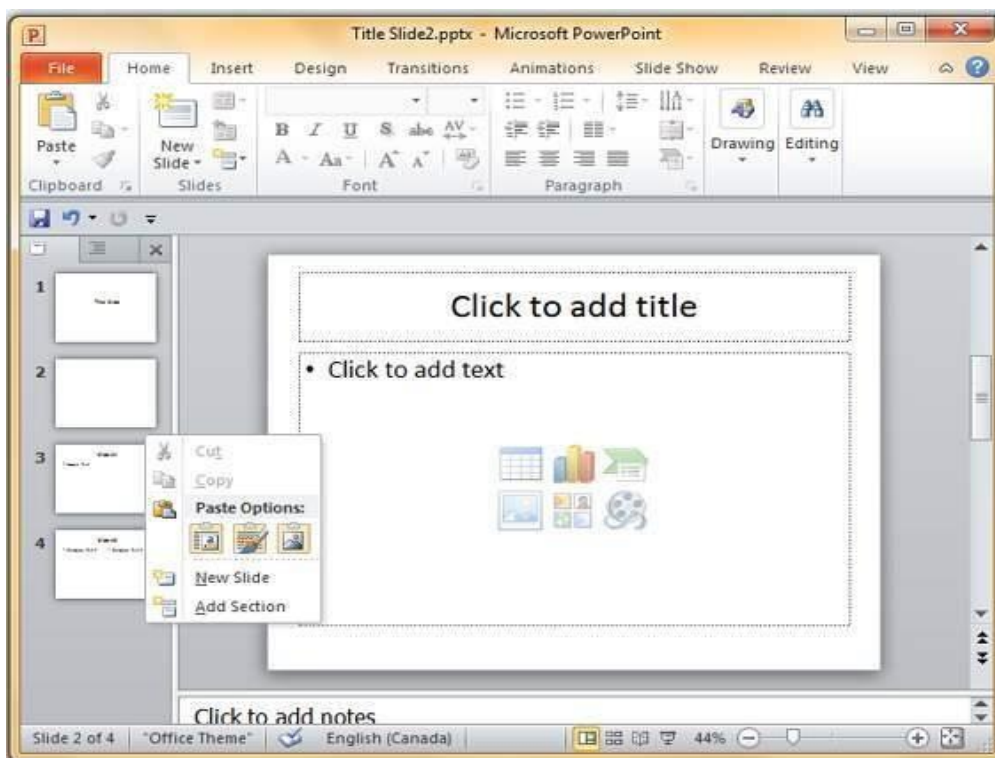 Title Slide2.pptx - Microsoft PowerPoint
File Home Insert Design Transitions Animations Slide Show Review View
Paste
New Slide
Drawing Editing
B I U S abc AV
A Aa A A
Clipboard Slides Font Paragraph
1
2
3
4
Click to add title
• Click to add text
Cut
Copy
Paste Options:
New Slide
Add Section
Click to add notes
Slide 2 of 4 "Office Theme" English (Canada) 44%